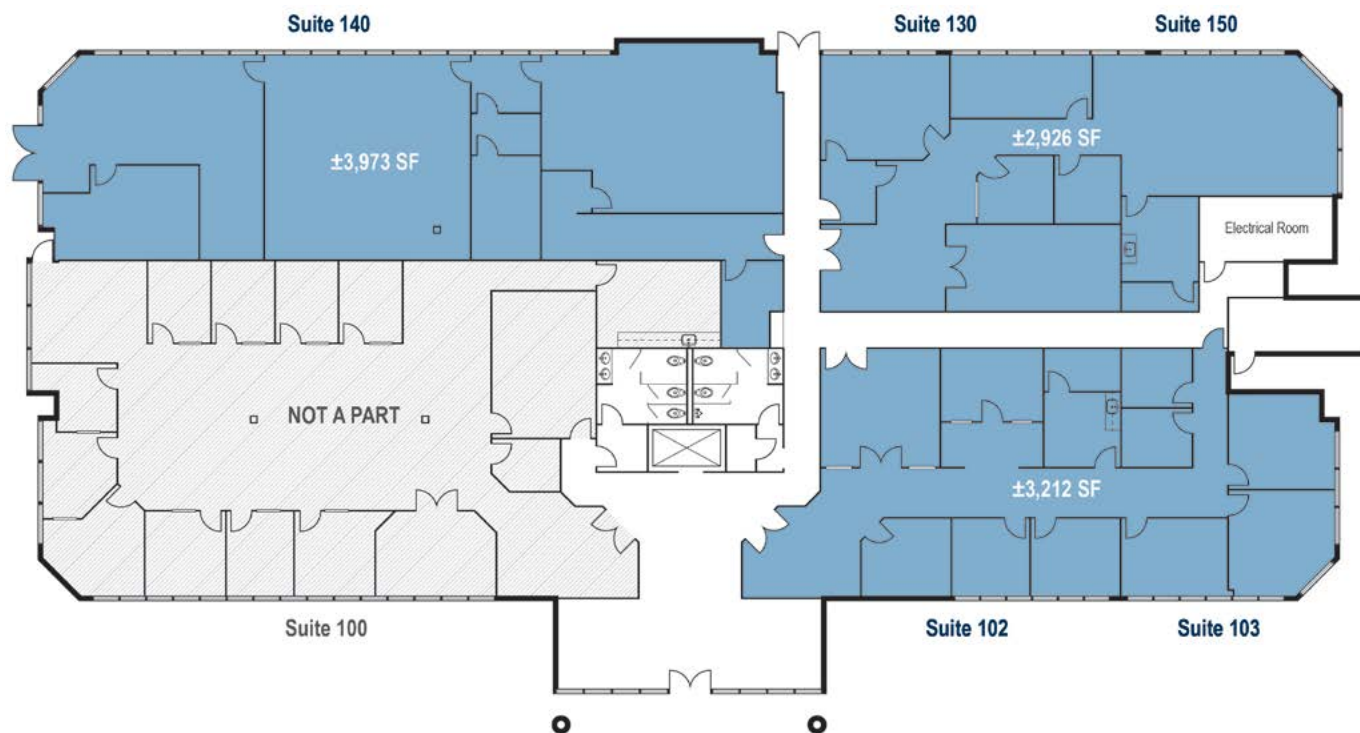 Suite 140
Suite 130
Suite 150
±3,973 SF
±2,926 SF
Electrical Room
NOT A PART
±3,212 SF
Suite 100
Suite 102
Suite 103